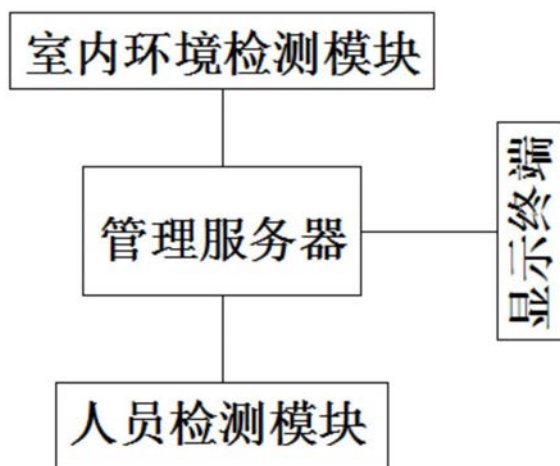 室内环境检测模块
管理服务器
显示终端
人员检测模块